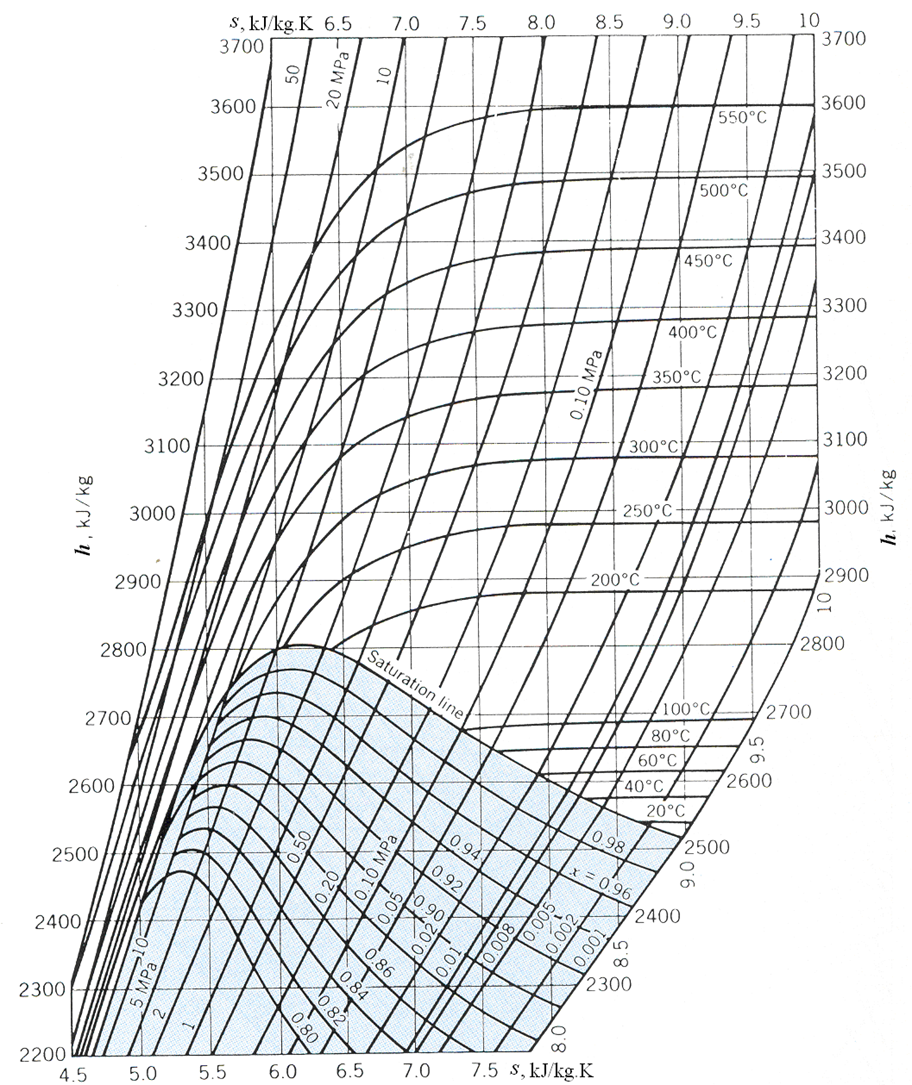 s, kJ/kg.K 6.5 7.0 7.5 8.0 8.5 9.0 9.5 10
3700 3700
50 20 MPa 10
3600 3600
550°C
3500 3500
500°C
3400 3400
450°C
3300 3300
400°C
3200 3200
350°C
0.10 MPa
3100 3100
300°C
h, kJ/kg h, kJ/kg
3000 3000
250°C
2900 2900
200°C
10
2800 2800
Saturation line
2700 2700
100°C
80°C
9.5
60°C
2600 2600
40°C
20°C
2500 2500
0.98
9.0
0.50 0.10 MPa 0.94
0.20 0.92 x = 0.96
0.05 0.90
2400 2400
0.02 0.005
0.002
10 0.86 0.01 0.008 0.001
8.5
5 MPa 0.84
2300 2300
2 1 0.82
0.80
8.0
2200
4.5 5.0 5.5 6.0 6.5 7.0 7.5 s, kJ/kg.K